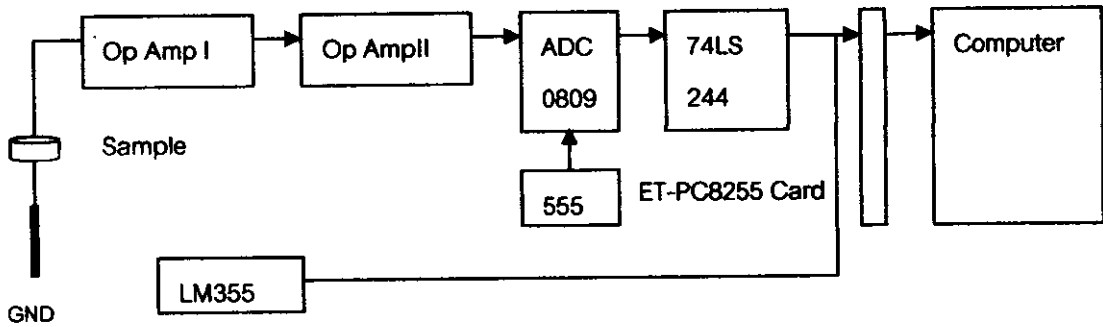 Op Amp I
Op AmpII
ADC
0809
74LS
244
Computer
Sample
555
ET-PC8255 Card
LM355
GND